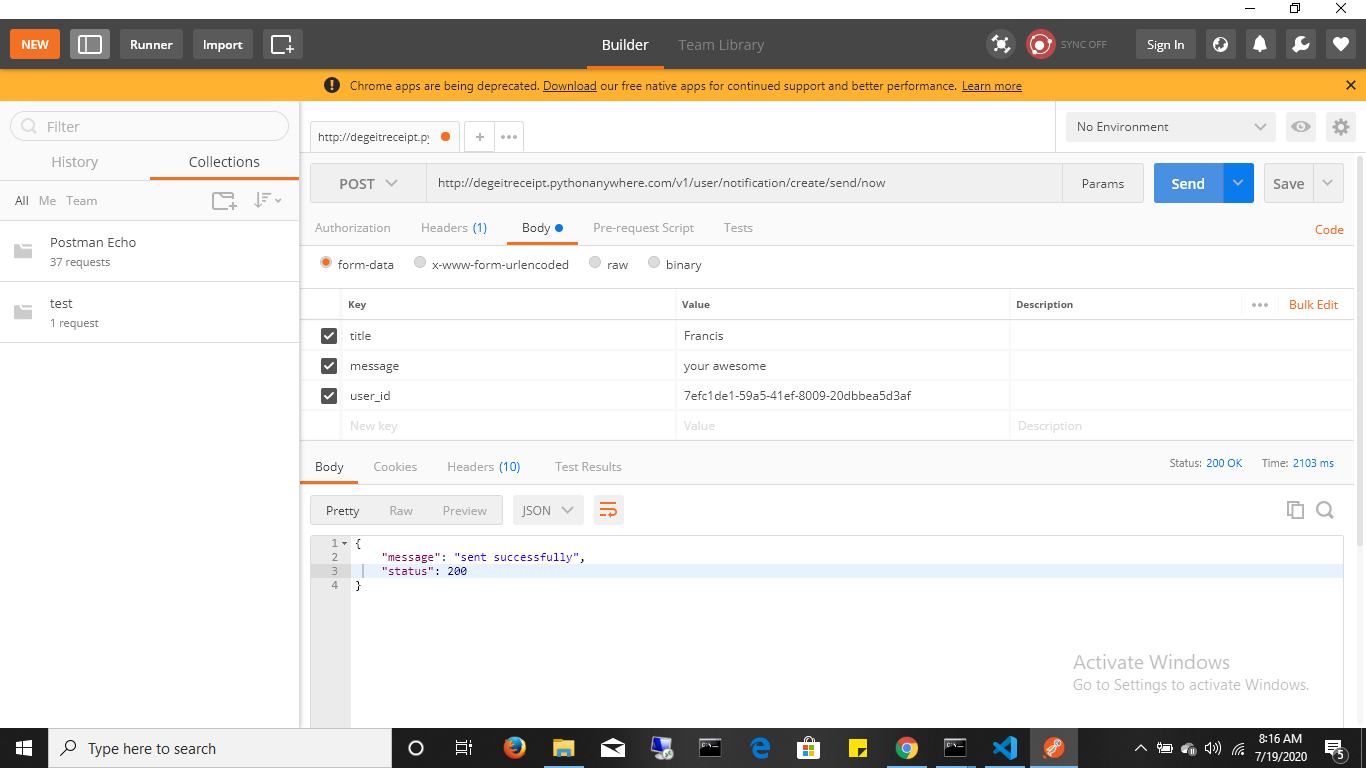 NEW
Runner
Import
Builder
Team Library
SYNC OFF
Sign In
Chrome apps are being deprecated. Download our free native apps for continued support and better performance. Learn more
Filter
History
Collections
All Me Team
Postman Echo
37 requests
test
1 request
http://degeitreceipt.py
No Environment
POST
http://degeitreceipt.pythonanywhere.com/v1/user/notification/create/send/now
Params
Send
Save
Authorization
Headers (1)
Body
Pre-request Script
Tests
Code
form-data
x-www-form-urlencoded
raw
binary
Key
Value
Description
Bulk Edit
title
Francis
message
your awesome
user_id
7efc1de1-59a5-41ef-8009-20dbbea5d3af
New key
Value
Description
Body
Cookies
Headers (10)
Test Results
Status: 200 OK
Time: 2103 ms
Pretty
Raw
Preview
JSON
1 {
2 "message": "sent successfully",
3 "status": 200
4 }
Activate Windows
Go to Settings to activate Windows.
Type here to search
8:16 AM
7/19/2020
5